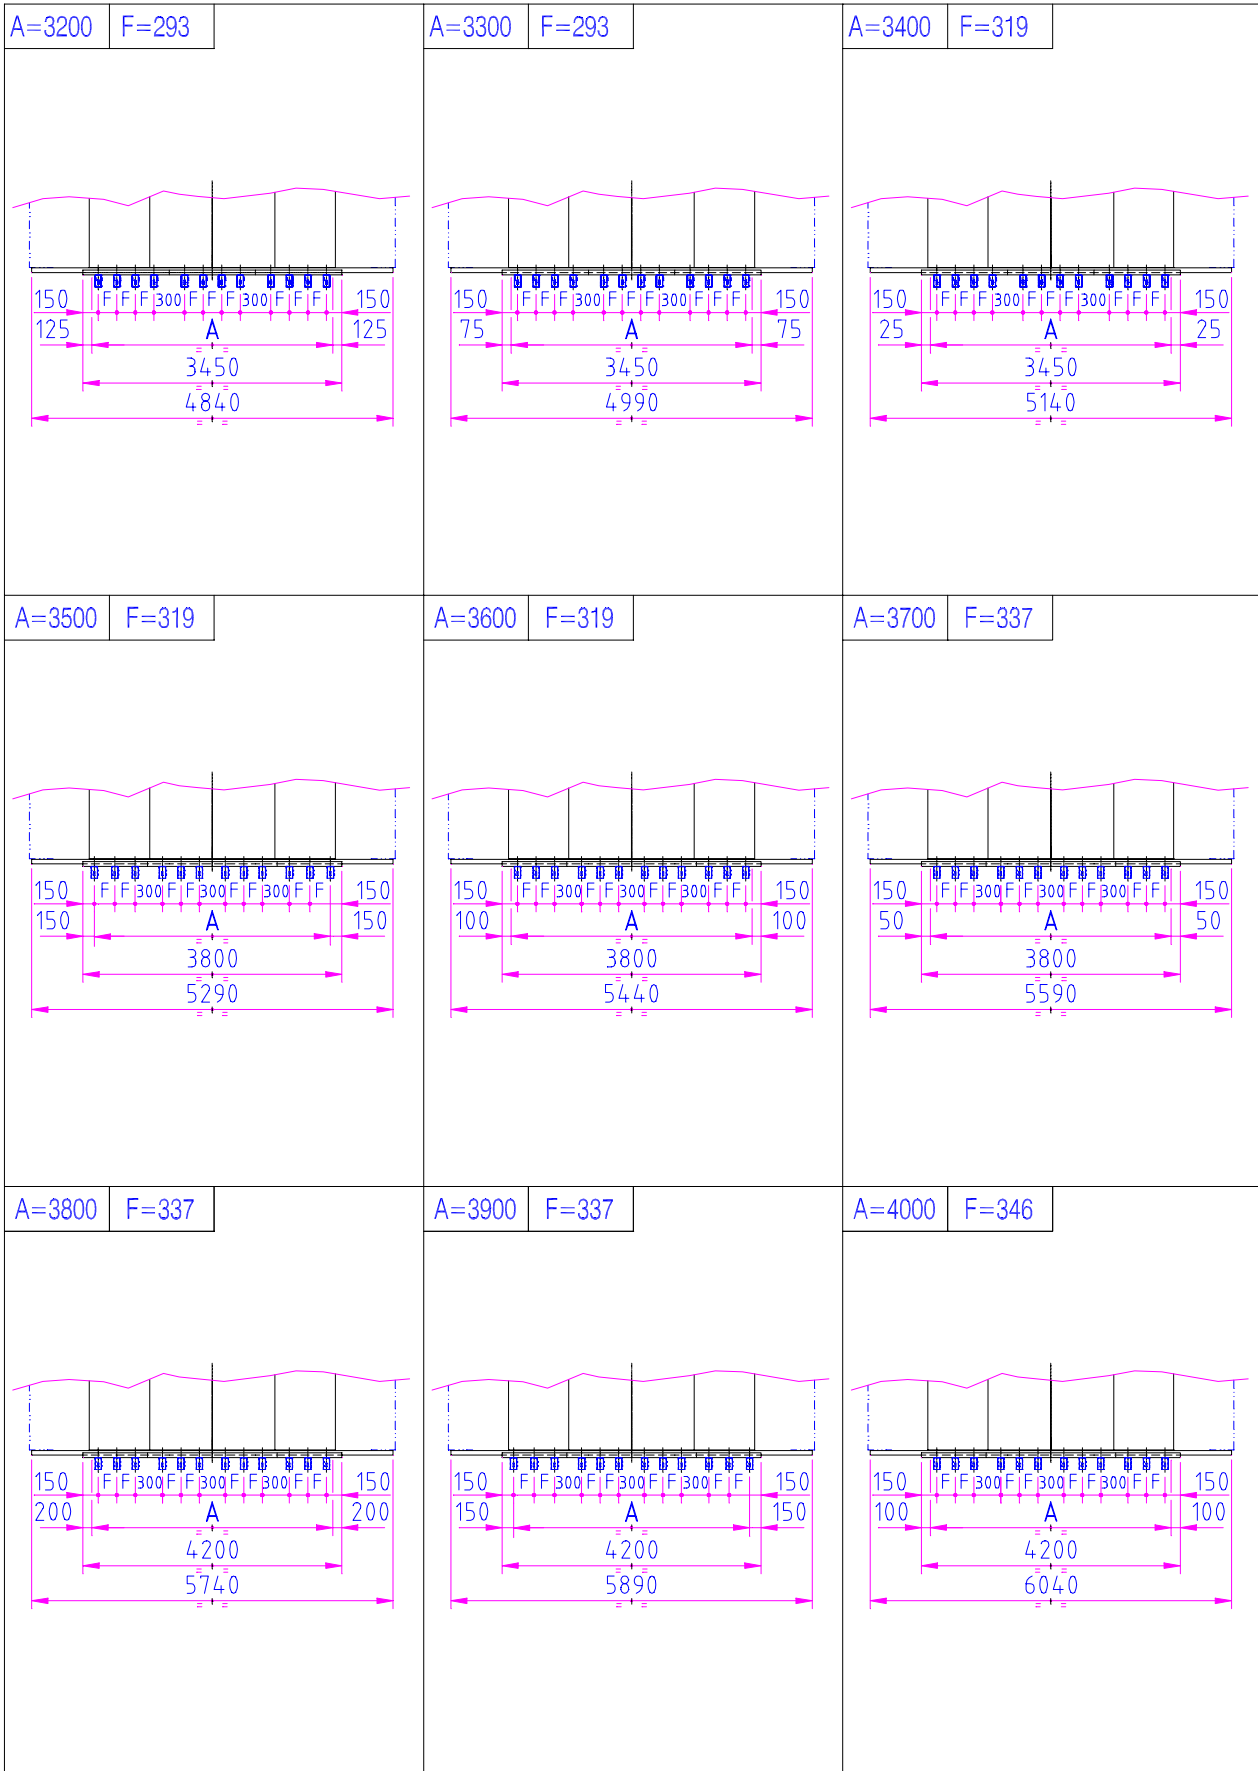 A=3200 F=293
150 F F F 300 F F F 300 F F F 150
125 A 125
= =
3450
= =
4840
= =
A=3300 F=293
150 F F F 300 F F F 300 F F F 150
75 A 75
= =
3450
= =
4990
= =
A=3400 F=319
150 F F F 300 F F F 300 F F F 150
25 A 25
= =
3450
= =
5140
= =
A=3500 F=319
150 F F 300 F F 300 F F 300 F F 150
150 A 150
= =
3800
= =
5290
= =
A=3600 F=319
150 F F 300 F F 300 F F 300 F F 150
100 A 100
= =
3800
= =
5440
= =
A=3700 F=337
150 F F 300 F F 300 F F 300 F F 150
50 A 50
= =
3800
= =
5590
= =
A=3800 F=337
150 F F 300 F F 300 F F 300 F F 150
200 A 200
= =
4200
= =
5740
= =
A=3900 F=337
150 F F 300 F F 300 F F 300 F F 150
150 A 150
= =
4200
= =
5890
= =
A=4000 F=346
150 F F 300 F F 300 F F 300 F F 150
100 A 100
= =
4200
= =
6040
= =